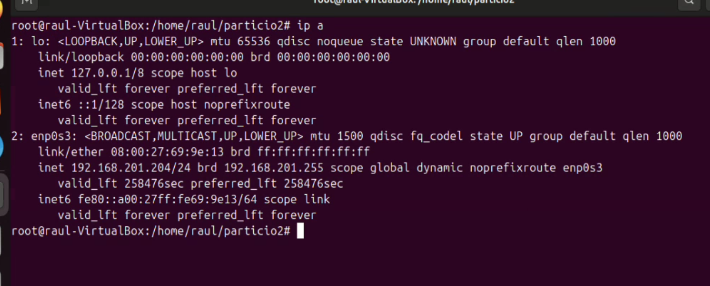 root@raul-VirtualBox:/home/raul/particio2
root@raul-VirtualBox:/home/raul/particio2# ip a
1: lo: <LOOPBACK,UP,LOWER_UP> mtu 65536 qdisc noqueue state UNKNOWN group default qlen 1000
    link/loopback 00:00:00:00:00:00 brd 00:00:00:00:00:00
    inet 127.0.0.1/8 scope host lo
       valid_lft forever preferred_lft forever
    inet6 ::1/128 scope host noprefixroute
       valid_lft forever preferred_lft forever
2: enp0s3: <BROADCAST,MULTICAST,UP,LOWER_UP> mtu 1500 qdisc fq_codel state UP group default qlen 1000
    link/ether 08:00:27:69:9e:13 brd ff:ff:ff:ff:ff:ff
    inet 192.168.201.204/24 brd 192.168.201.255 scope global dynamic noprefixroute enp0s3
       valid_lft 258476sec preferred_lft 258476sec
    inet6 fe80::a00:27ff:fe69:9e13/64 scope link
       valid_lft forever preferred_lft forever
root@raul-VirtualBox:/home/raul/particio2#